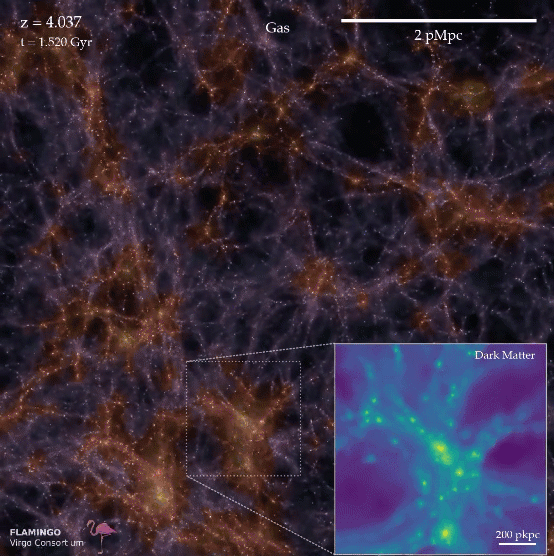 z = 4.037
t = 1.520 Gyr
Gas
2 pMpc
Dark Matter
200 pkpc
FLAMINGO
Virgo Consortium